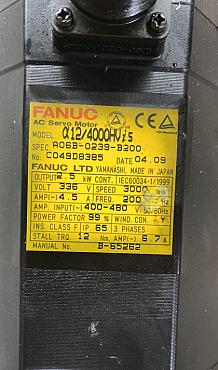 FANUC
AC Servo Motor
MODEL α12/4000HVis
SPEC. A06B-0239-B200
No. C049D8385 DATE 04.09
FANUC LTD YAMANASHI, MADE IN JAPAN
OUTPUT 2.5 kW CONT. IEC60034-1/1999
VOLT 336 V SPEED 3000
AMP(~) 4.5 A FREQ. 200 Hz
AMP. INPUT(~) 400-480 V 50/60Hz
POWER FACTOR 99 % WIND. CON. Y
INS. CLASS F IP 65 3 PHASES
STALL TRQ. 12 Nm, AMP(~) 6.7 A
MANUAL No. B-65262